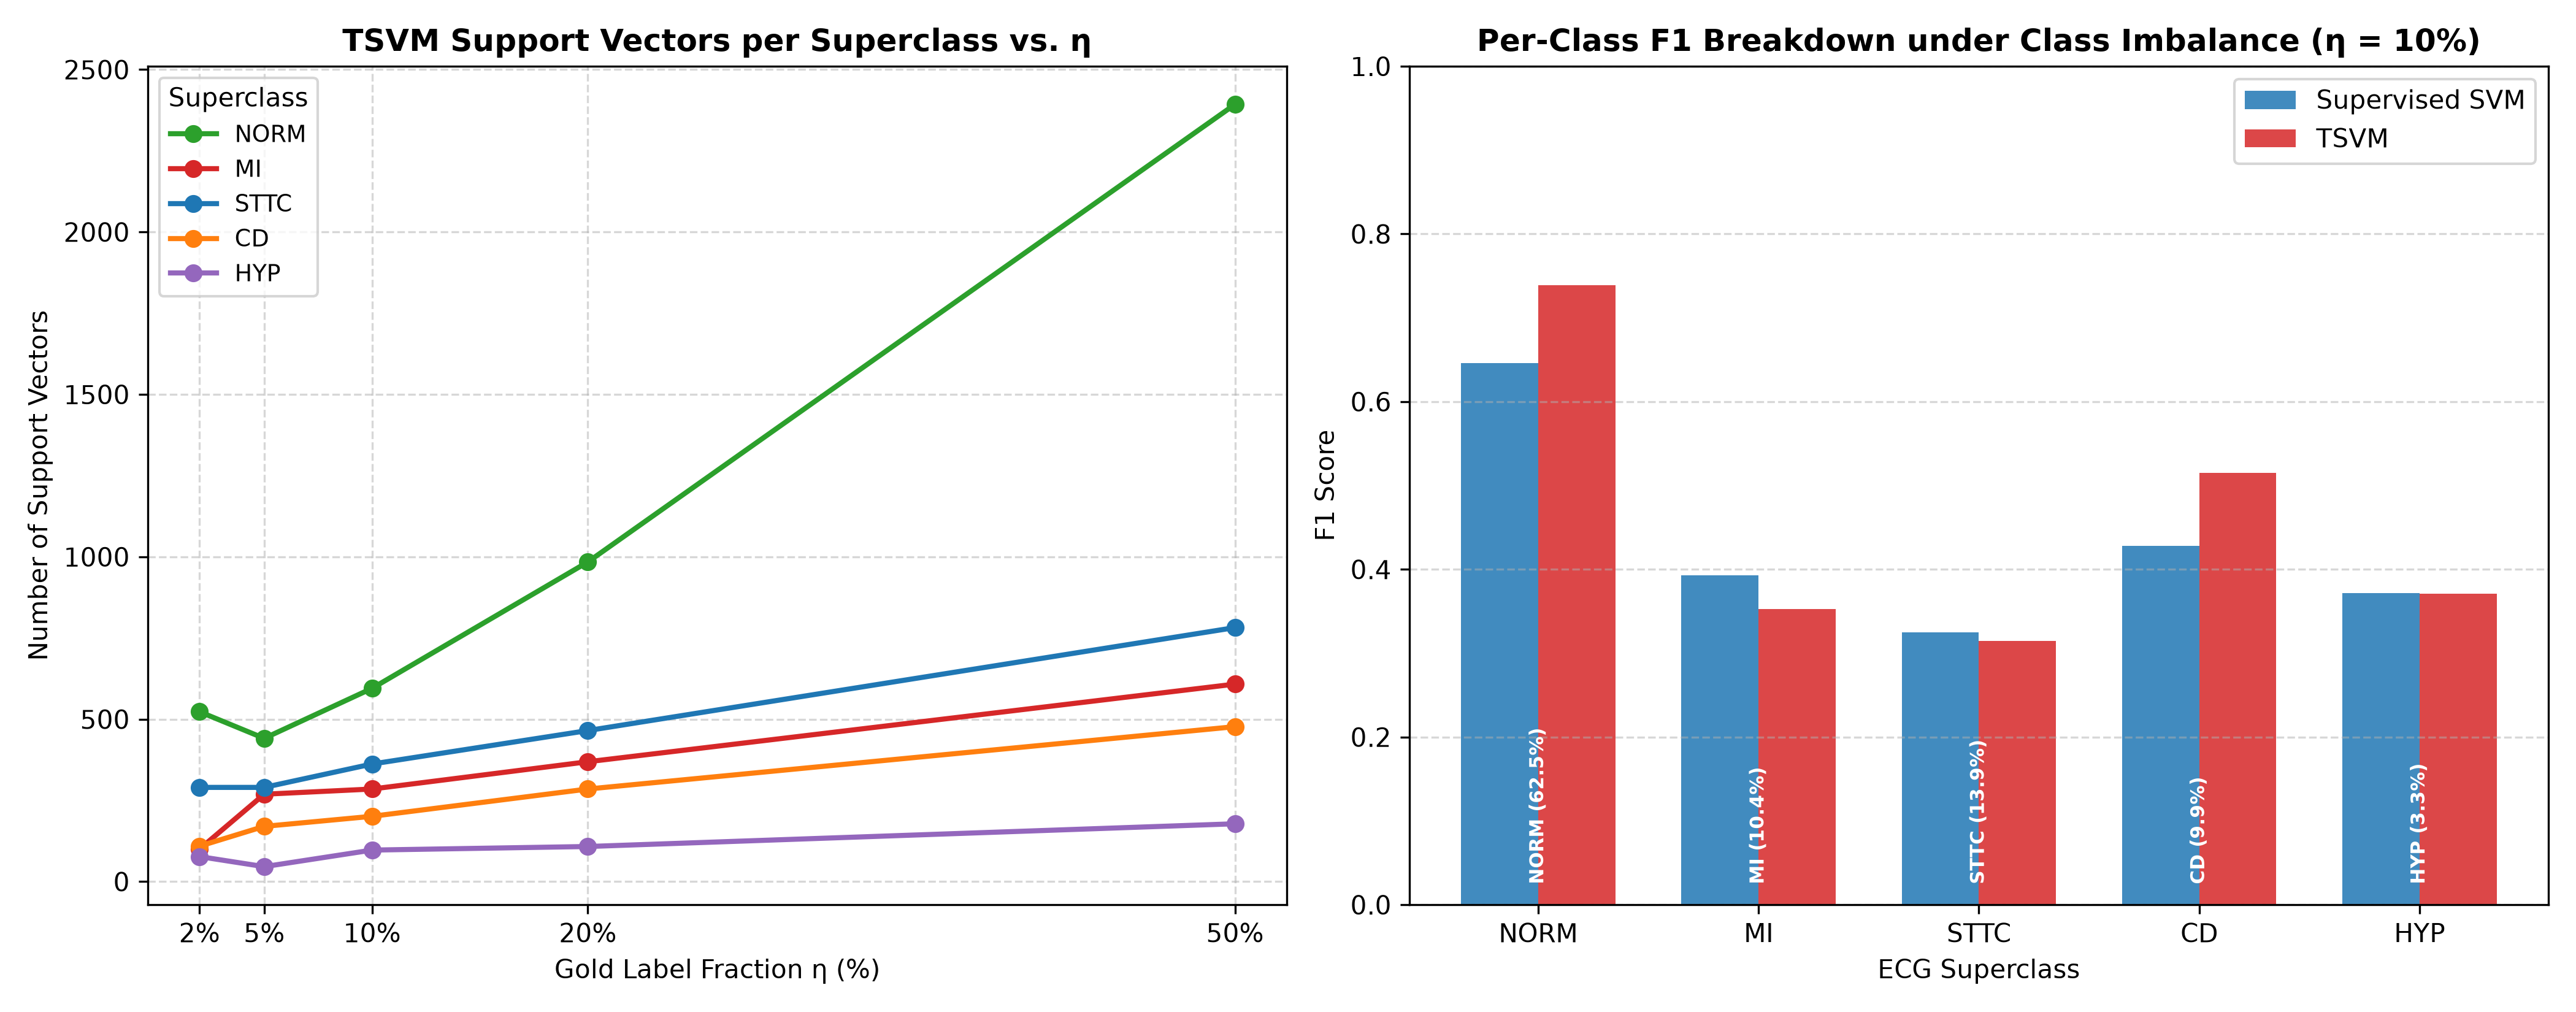 TSVM Support Vectors per Superclass vs. η
Number of Support Vectors
2500
2000
1500
1000
500
0
Superclass
NORM
MI
STTC
CD
HYP
2% 5% 10% 20% 50%
Gold Label Fraction η (%)
Per-Class F1 Breakdown under Class Imbalance (η = 10%)
F1 Score
1.0
0.8
0.6
0.4
0.2
0.0
Supervised SVM
TSVM
NORM (62.5%)
MI (10.4%)
STTC (13.9%)
CD (9.9%)
HYP (3.3%)
NORM MI STTC CD HYP
ECG Superclass